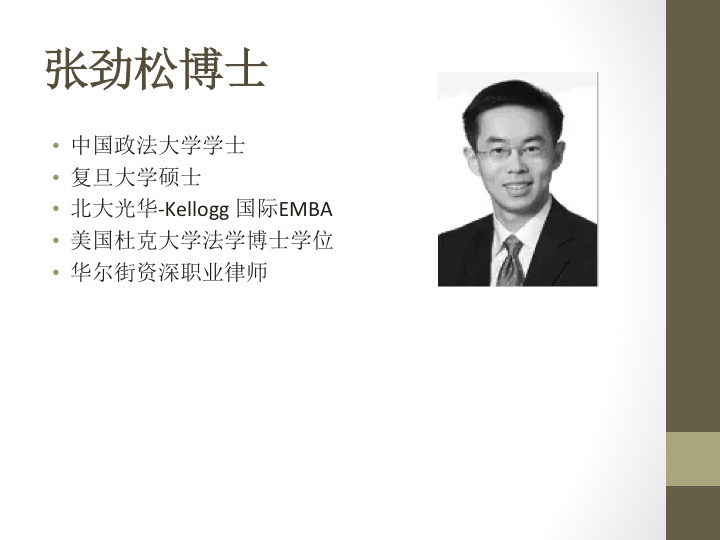 张劲松博士
• 中国政法大学学士
• 复旦大学硕士
• 北大光华-Kellogg 国际EMBA
• 美国杜克大学法学博士学位
• 华尔街资深职业律师